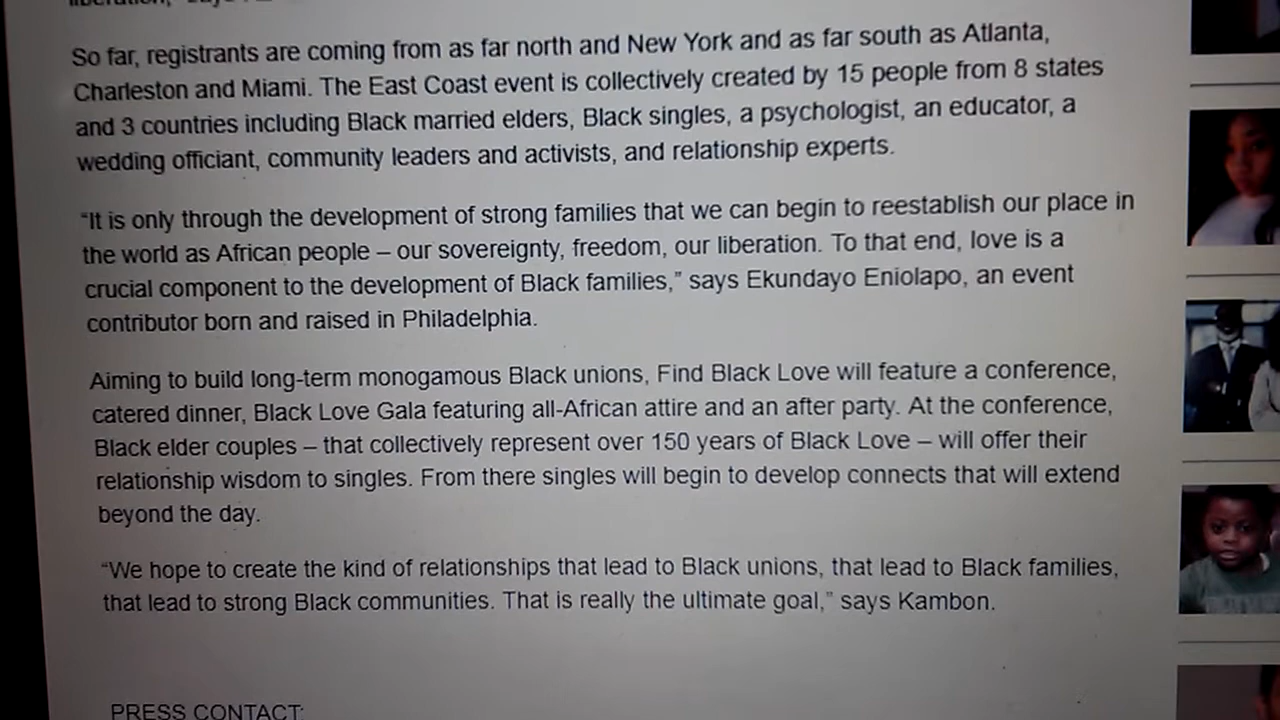 So far, registrants are coming from as far north and New York and as far south as Atlanta,
Charleston and Miami. The East Coast event is collectively created by 15 people from 8 states
and 3 countries including Black married elders, Black singles, a psychologist, an educator, a
wedding officiant, community leaders and activists, and relationship experts.
“It is only through the development of strong families that we can begin to reestablish our place in
the world as African people – our sovereignty, freedom, our liberation. To that end, love is a
crucial component to the development of Black families,” says Ekundayo Eniolapo, an event
contributor born and raised in Philadelphia.
Aiming to build long-term monogamous Black unions, Find Black Love will feature a conference,
catered dinner, Black Love Gala featuring all-African attire and an after party. At the conference,
Black elder couples – that collectively represent over 150 years of Black Love – will offer their
relationship wisdom to singles. From there singles will begin to develop connects that will extend
beyond the day.
“We hope to create the kind of relationships that lead to Black unions, that lead to Black families,
that lead to strong Black communities. That is really the ultimate goal,” says Kambon.
PRESS CONTACT: